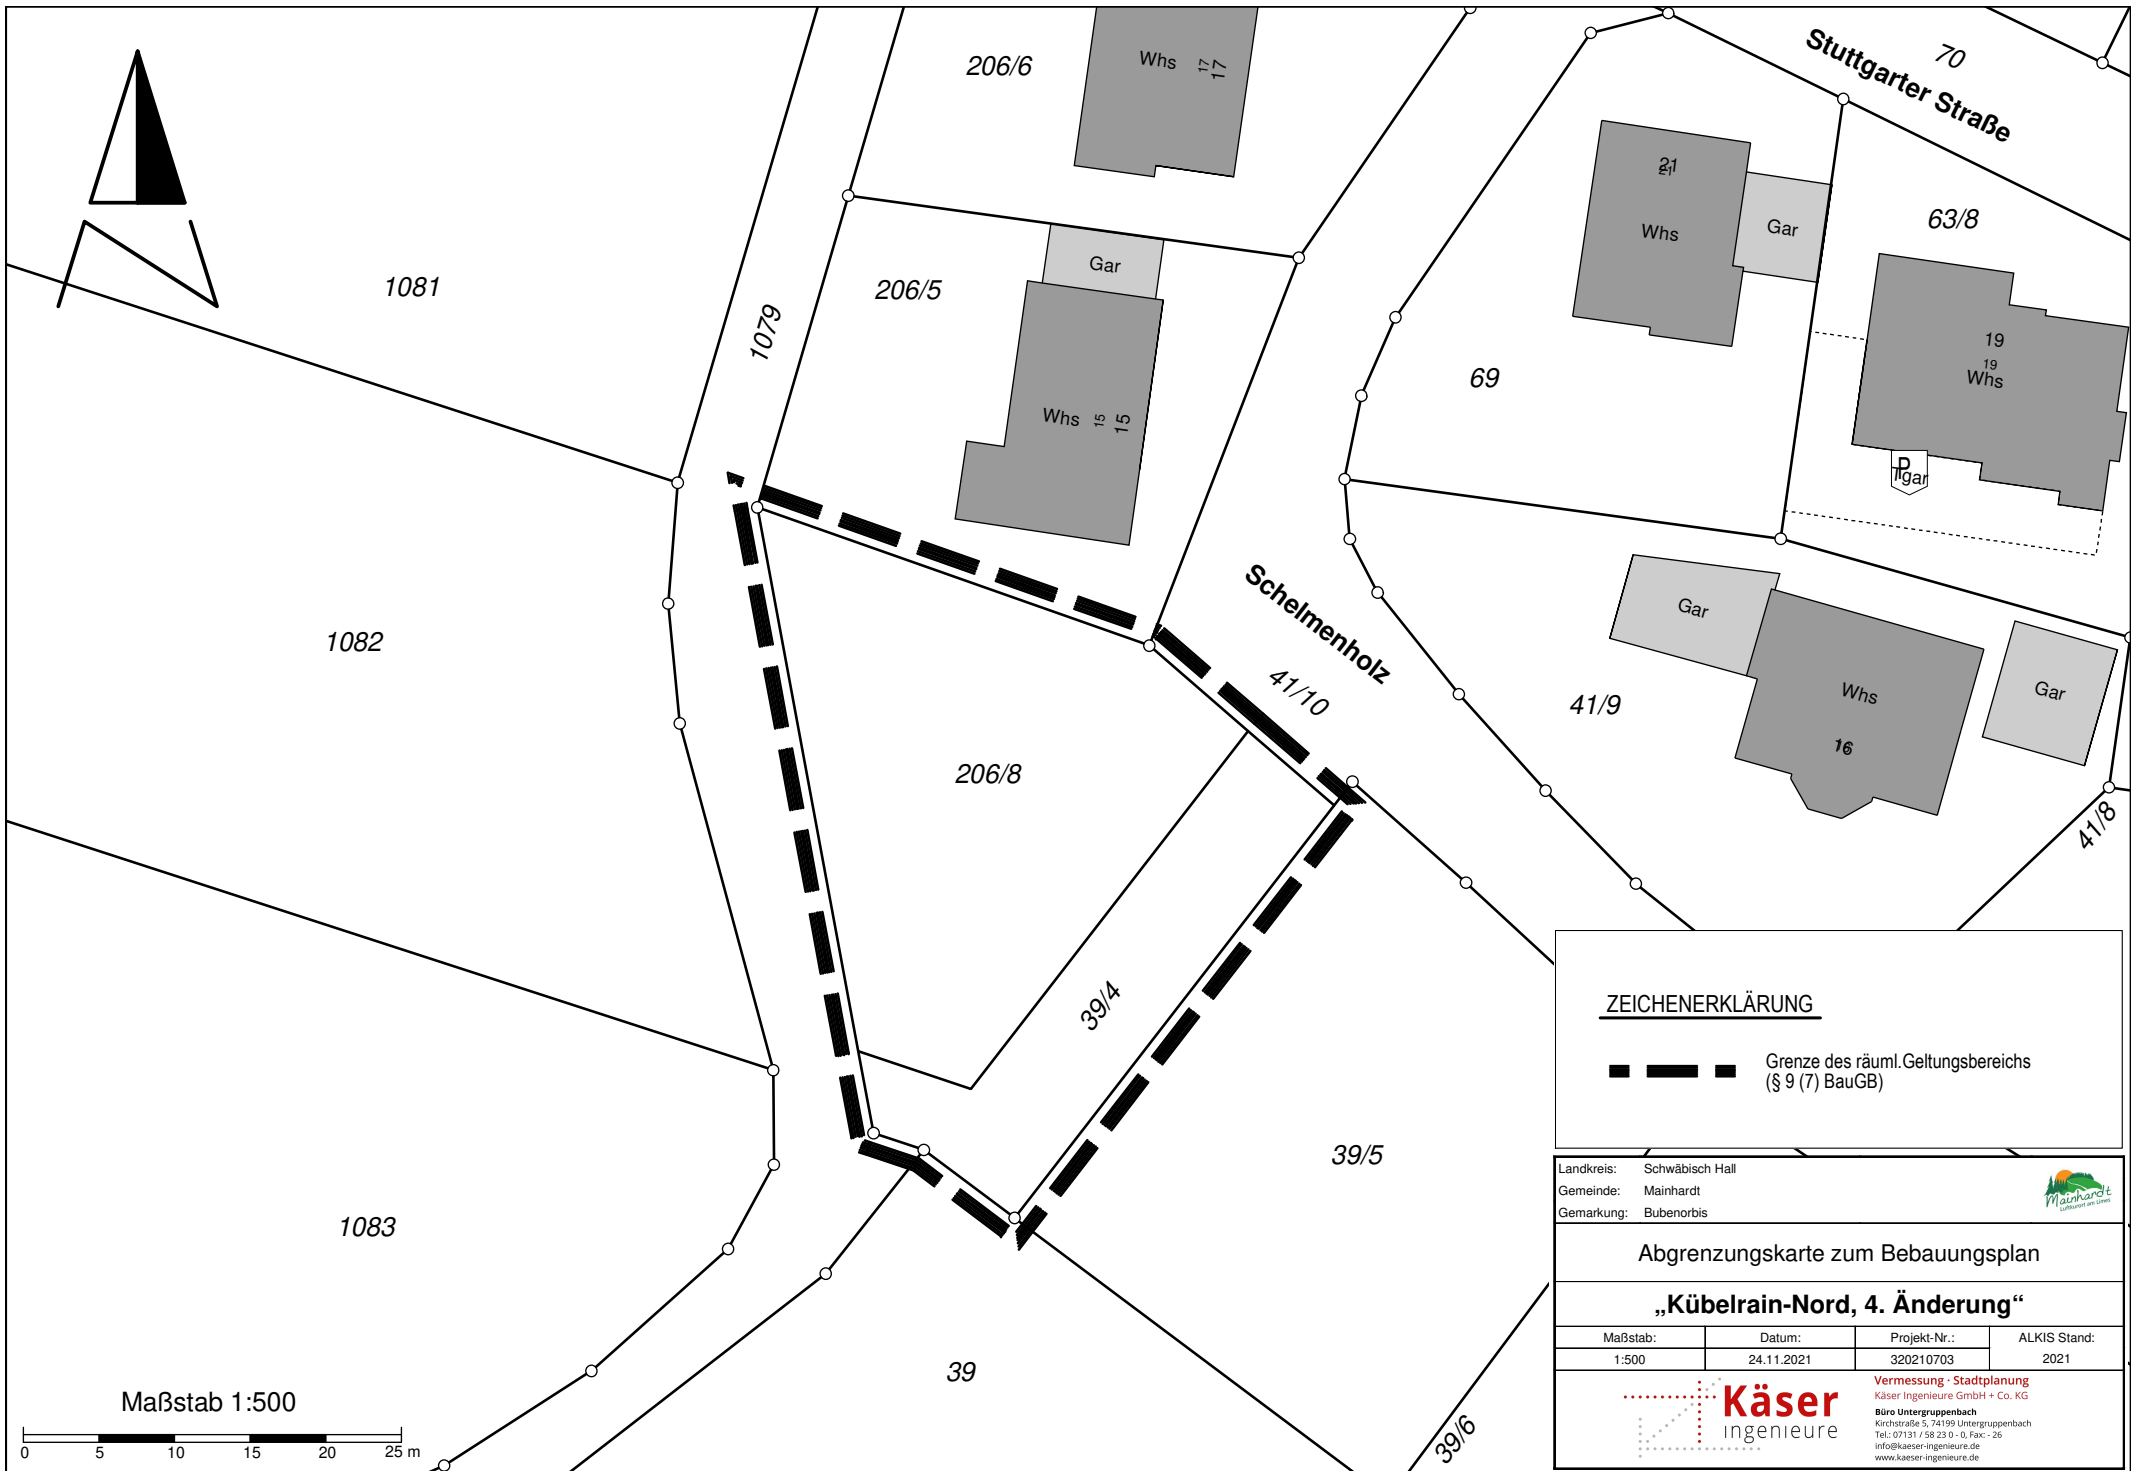 206/6
Whs 17
17
Stuttgarter Straße
70
21
21
Whs
Gar
63/8
1081
206/5
Gar
1079
19
19
Whs
Whs 15
15
69
P
Tgar
1082
Schelmenholz
41/10
Gar
Whs
16
Gar
41/9
41/8
206/8
39/4
39/5
1083
39
39/6
Maßstab 1:500
0 5 10 15 20 25 m
ZEICHENERKLÄRUNG
Grenze des räuml.Geltungsbereichs
(§ 9 (7) BauGB)
Landkreis: Schwäbisch Hall
Gemeinde: Mainhardt
Gemarkung: Bubenorbis
Mainhardt
Luftkurort am Limes
Abgrenzungskarte zum Bebauungsplan
„Kübelrain-Nord, 4. Änderung“
Maßstab: Datum: Projekt-Nr.: ALKIS Stand:
1:500 24.11.2021 320210703 2021
Käser
Ingenieure
Vermessung · Stadtplanung
Käser Ingenieure GmbH + Co. KG
Büro Untergruppenbach
Kirchstraße 5, 74199 Untergruppenbach
Tel.: 07131 / 58 23 0 - 0, Fax: - 26
info@kaeser-ingenieure.de
www.kaeser-ingenieure.de